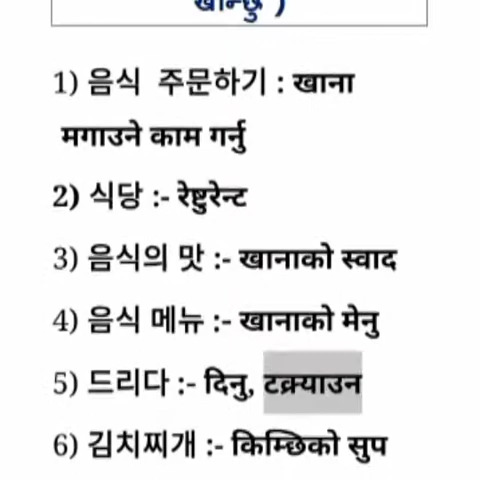 खान्छु )
1) 음식 주문하기 : खाना
मगाउने काम गर्नु
2) 식당 :- रेष्टुरेन्ट
3) 음식의 맛 :- खानाको स्वाद
4) 음식 메뉴 :- खानाको मेनु
5) 드리다 :- दिनु, टक्र्याउन
6) 김치찌개 :- किम्छिको सुप